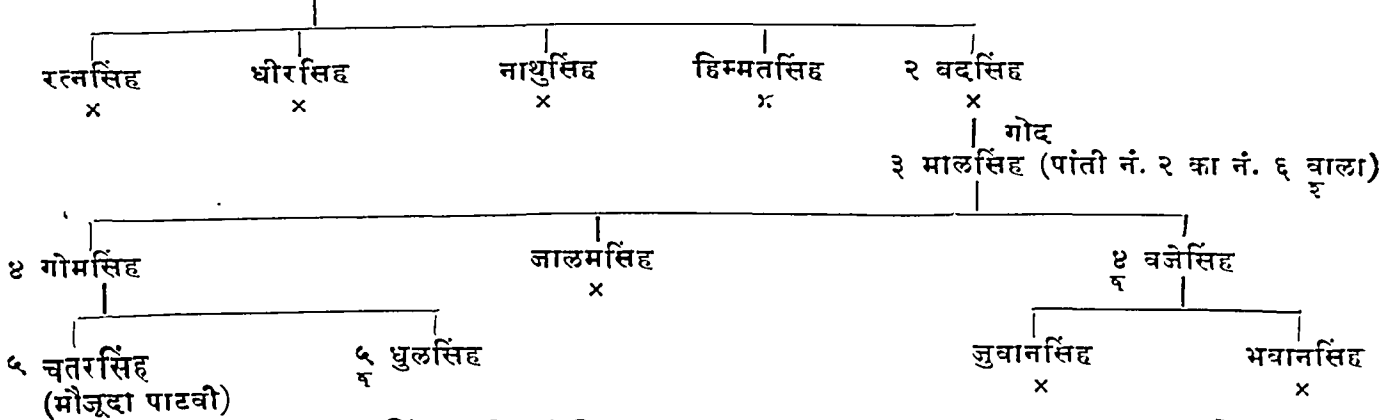 रत्नसिंह धीरसिंह नाथुसिंह हिम्मतसिंह २ वदसिंह
× × × × ×
गोद
३ मालसिंह (पांती नं. २ का नं. ६ वाला)
४ गोमसिंह जालमसिंह ४ वजेसिंह
×
५ चतरसिंह ५ धुलसिंह जुवानसिंह भवानसिंह
(मौजूदा पाटवी) × ×